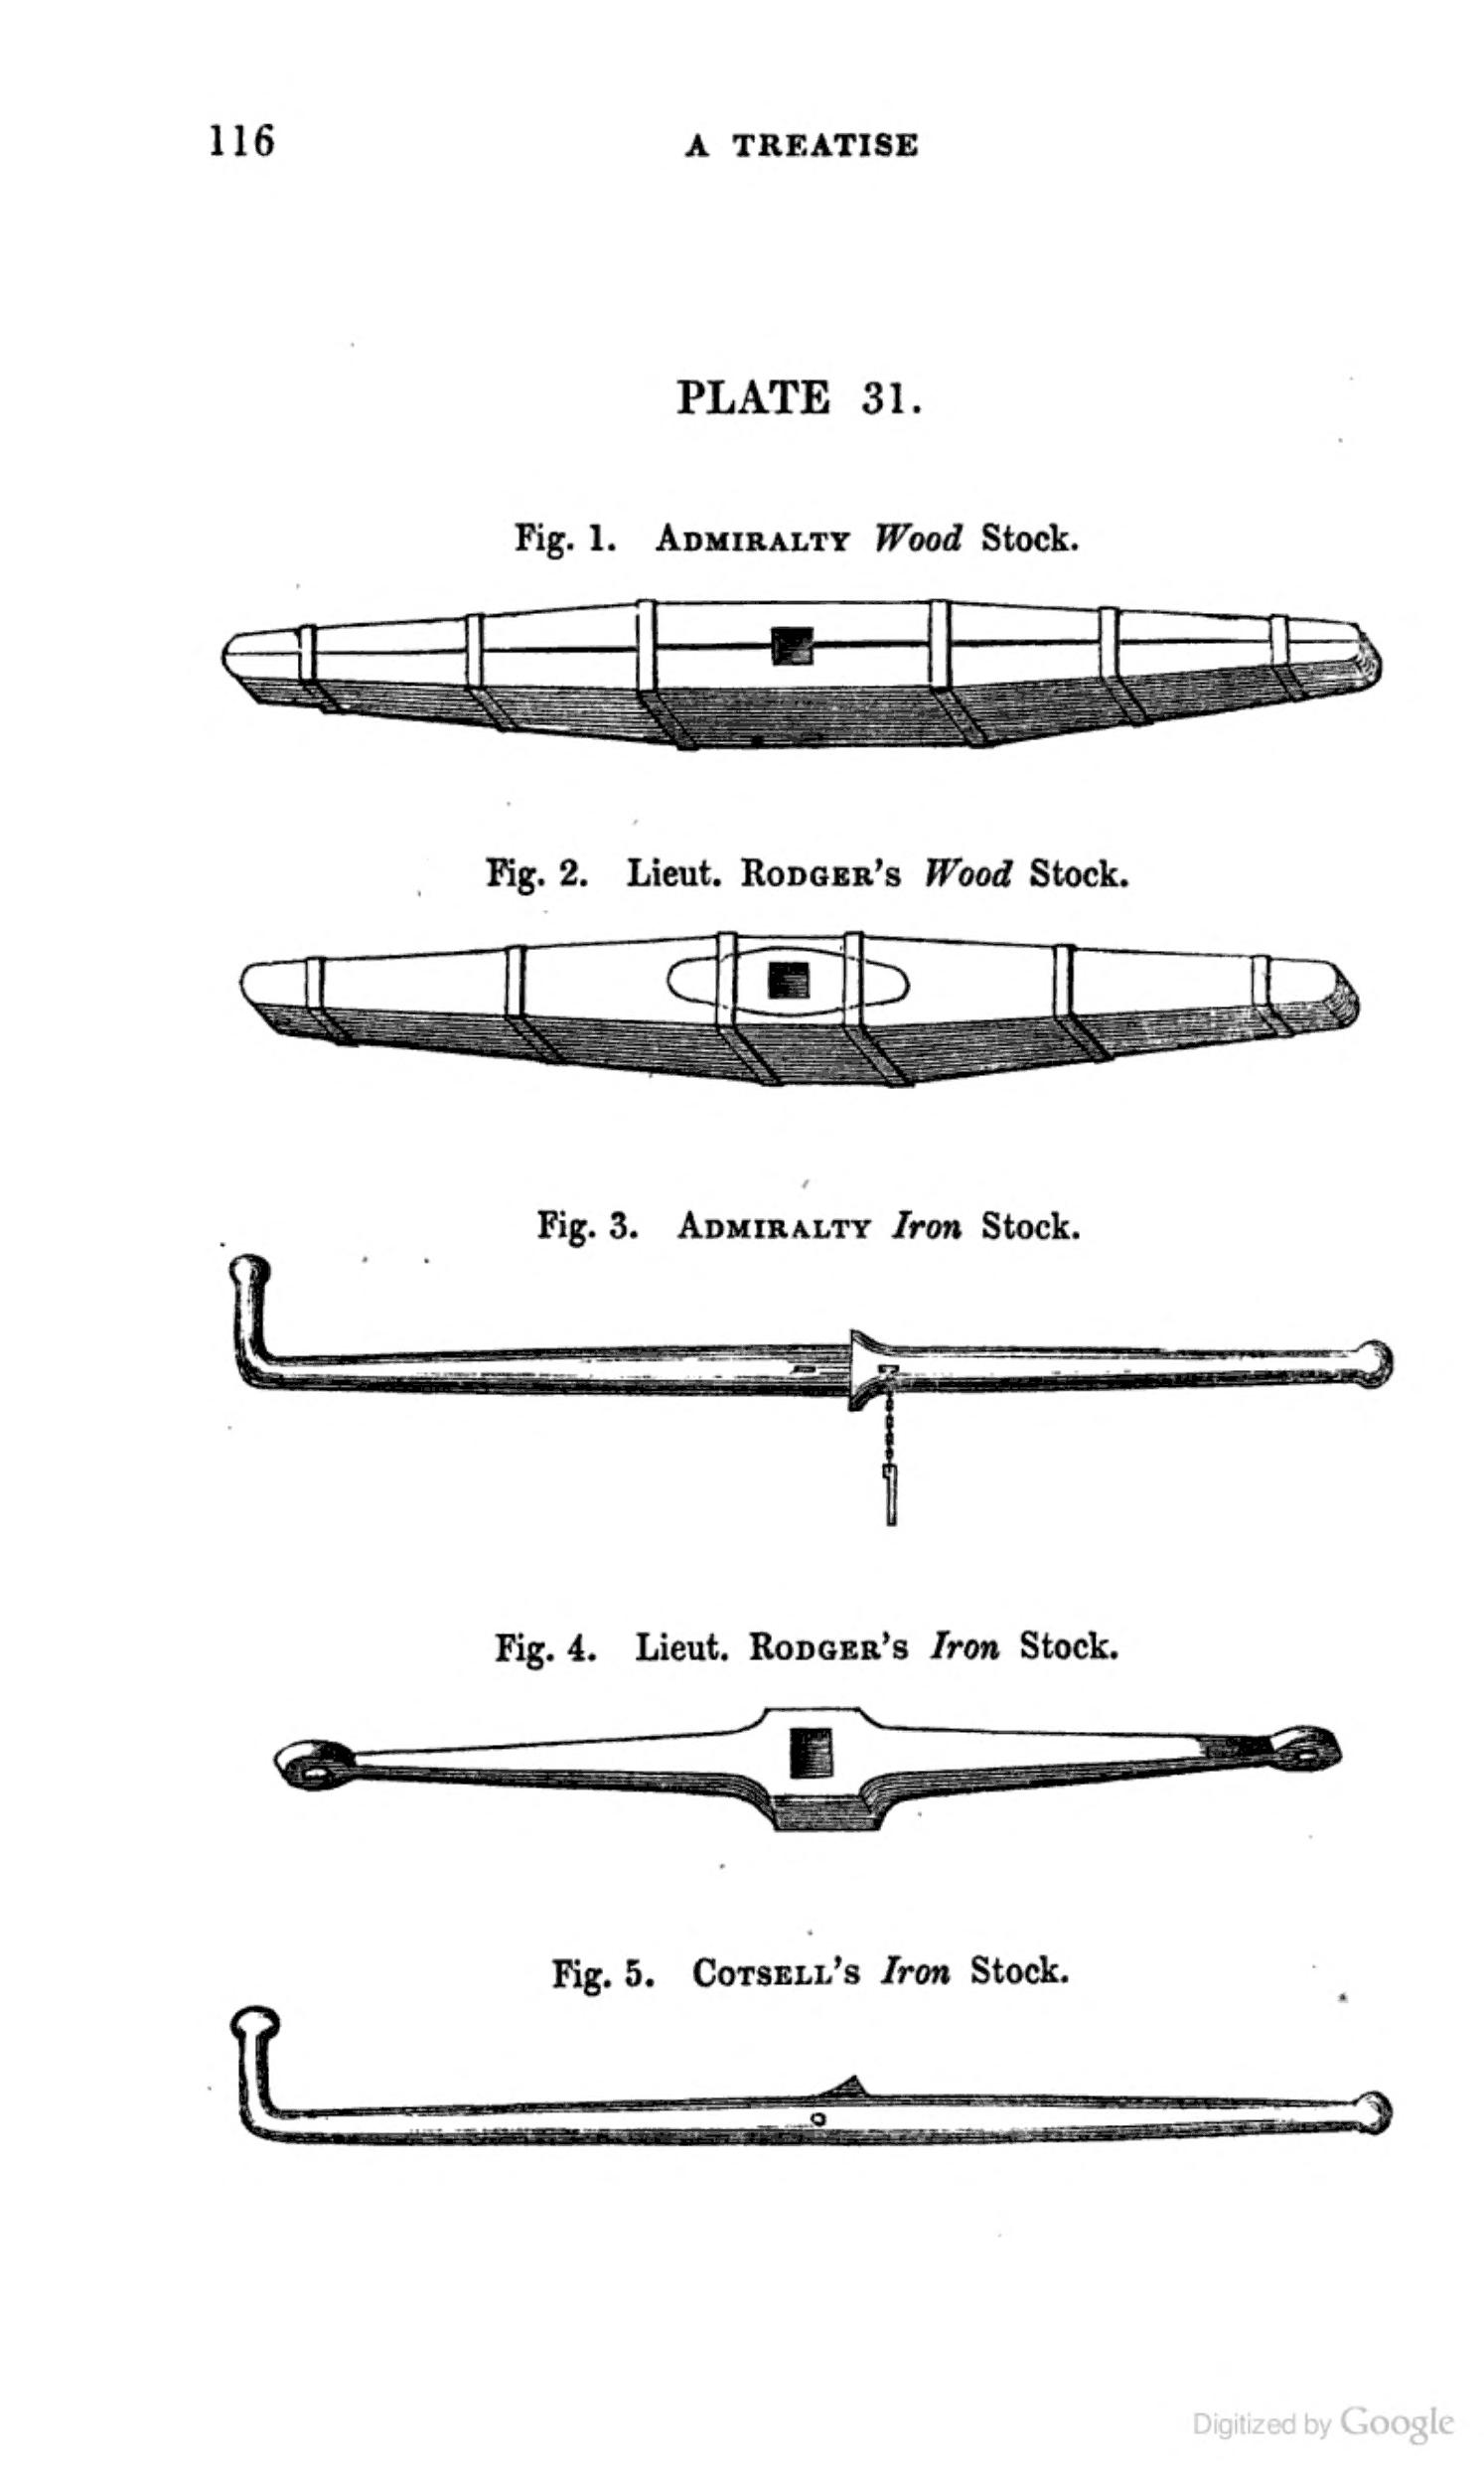 116
A TREATISE
PLATE 31.
Fig. 1. ADMIRALTY Wood Stock.
Fig. 2. Lieut. RODGER'S Wood Stock.
Fig. 3. ADMIRALTY Iron Stock.
Fig. 4. Lieut. RODGER'S Iron Stock.
Fig. 5. COTSELL'S Iron Stock.
Digitized by Google